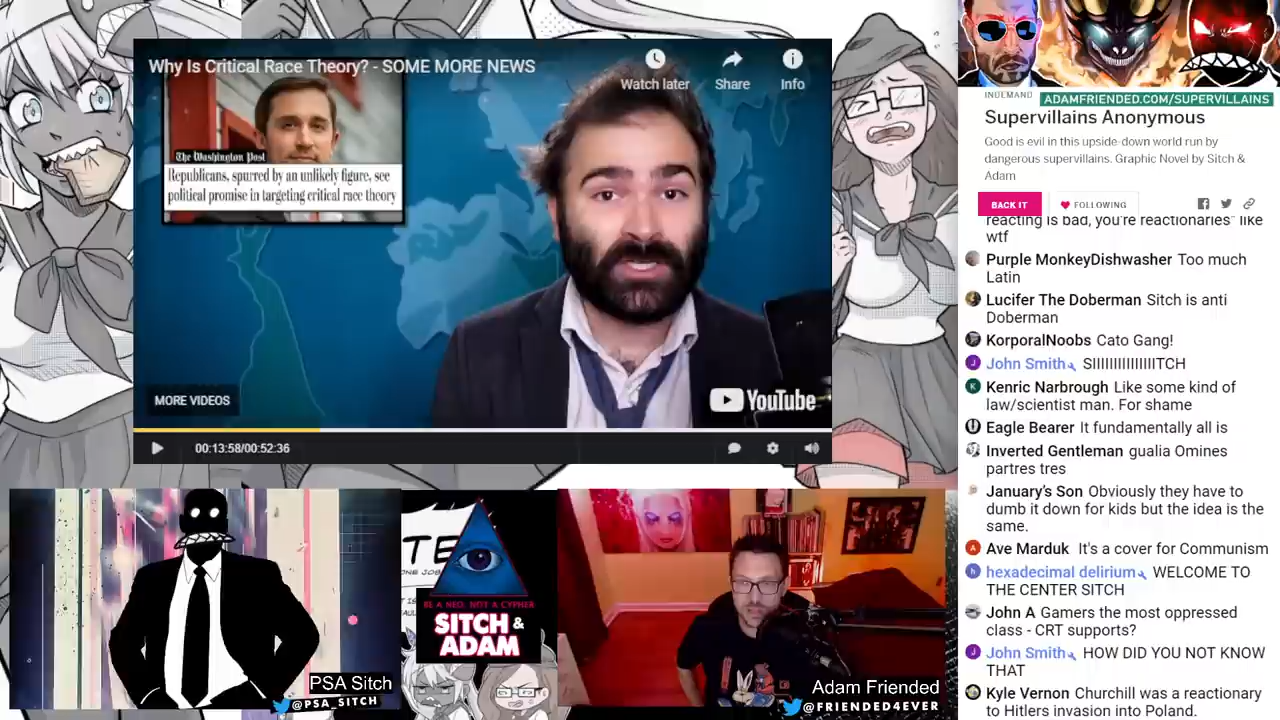 Why Is Critical Race Theory? - SOME MORE NEWS
Watch later
Share
Info
The Washington Post
Republicans, spurred by an unlikely figure, see
political promise in targeting critical race theory
MORE VIDEOS
YouTube
00:13:58/00:52:36
PSA Sitch
@PSA_SITCH
BE A NEO, NOT A CYPHER
SITCH &
ADAM
Adam Friended
@FRIENDED4EVER
INDEMAND
ADAMFRIENDED.COM/SUPERVILLAINS
Supervillains Anonymous
Good is evil in this upside-down world run by
dangerous supervillains. Graphic Novel by Sitch &
Adam
BACK IT
FOLLOWING
reacting is bad, you're reactionaries" like
wtf
Purple MonkeyDishwasher Too much
Latin
Lucifer The Doberman Sitch is anti
Doberman
KorporalNoobs Cato Gang!
John Smith SIIIIIIIIIIIIIIITCH
Kenric Narbrough Like some kind of
law/scientist man. For shame
Eagle Bearer It fundamentally all is
Inverted Gentleman gualia Omines
partres tres
January's Son Obviously they have to
dumb it down for kids but the idea is the
same.
Ave Marduk It's a cover for Communism
hexadecimal delirium WELCOME TO
THE CENTER SITCH
John A Gamers the most oppressed
class - CRT supports?
John Smith HOW DID YOU NOT KNOW
THAT
Kyle Vernon Churchill was a reactionary
to Hitlers invasion into Poland.